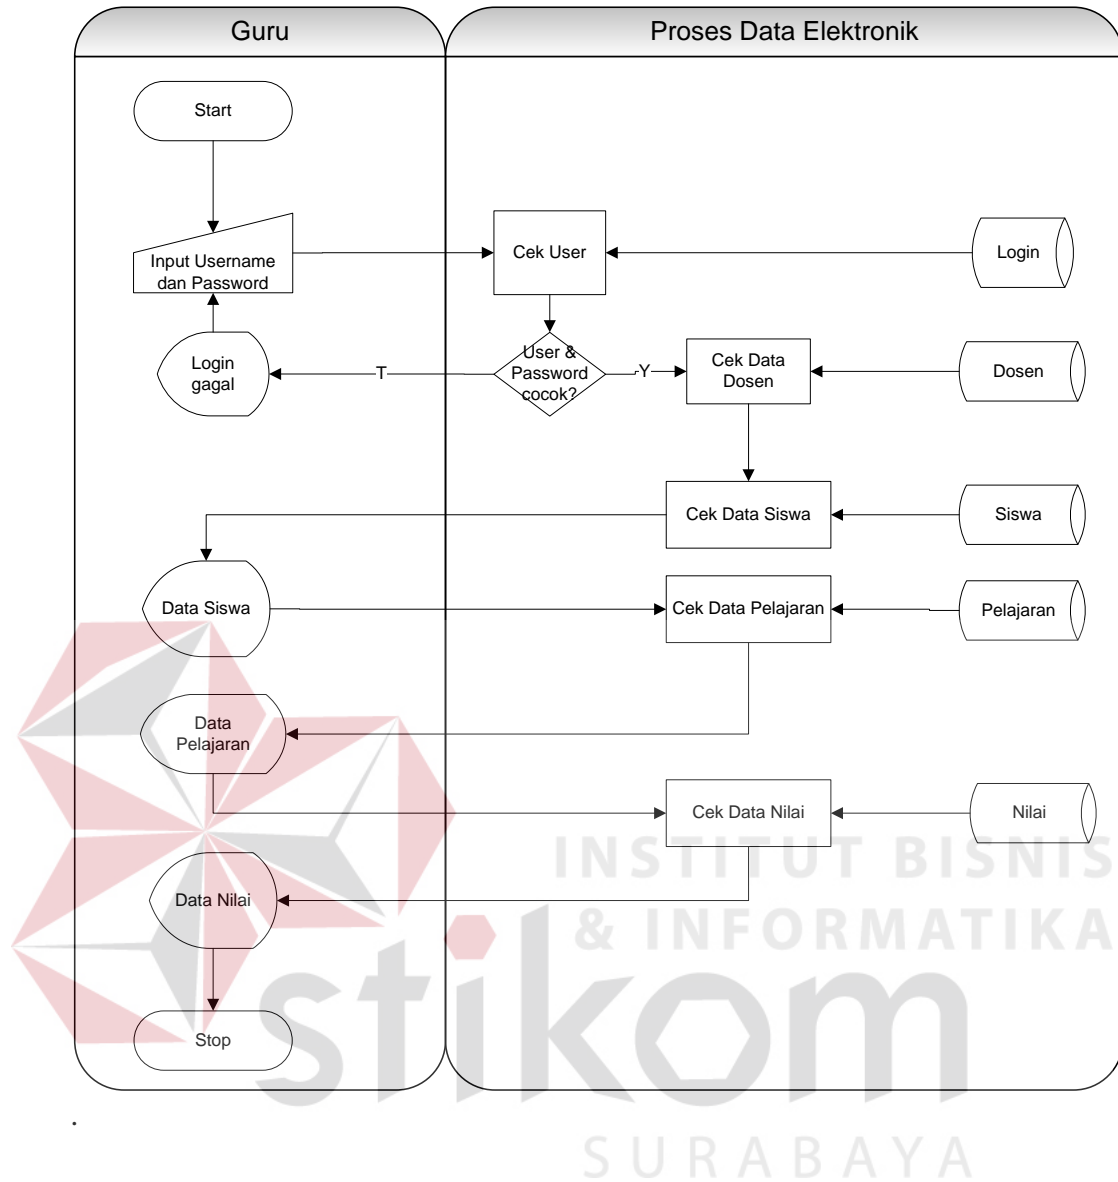 Guru
Proses Data Elektronik
Start
Input Username
dan Password
Cek User
Login
Login
gagal
T
User &
Password
cocok?
Y
Cek Data
Dosen
Dosen
Cek Data Siswa
Siswa
Data Siswa
Cek Data Pelajaran
Pelajaran
Data
Pelajaran
Cek Data Nilai
Nilai
Data Nilai
Stop
.
INSTITUT BISNIS
& INFORMATIKA
stikom
SURABAYA